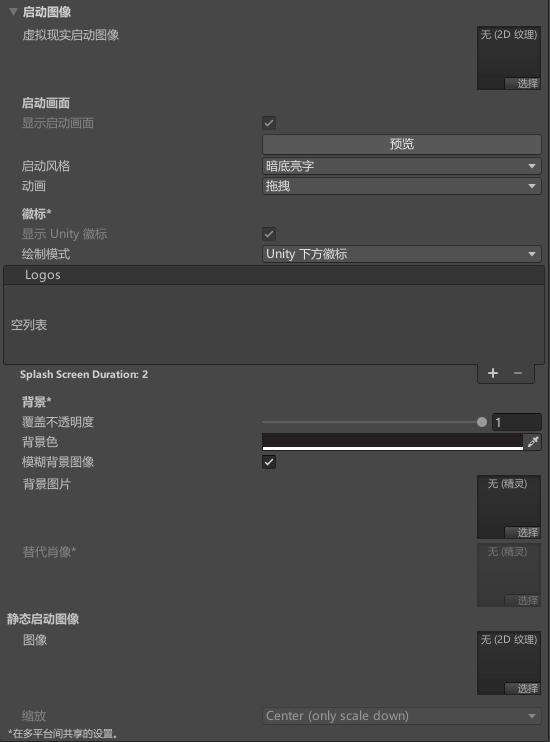 启动图像
虚拟现实启动图像
无 (2D 纹理)
选择
启动画面
显示启动画面
预览
启动风格 暗底亮字
动画 拖拽
徽标*
显示 Unity 徽标
绘制模式 Unity 下方徽标
Logos
空列表
Splash Screen Duration: 2
背景*
覆盖不透明度 1
背景色
模糊背景图像
背景图片
无 (精灵)
选择
替代肖像*
无 (精灵)
选择
静态启动图像
图像
无 (2D 纹理)
选择
缩放 Center (only scale down)
*在多平台间共享的设置。